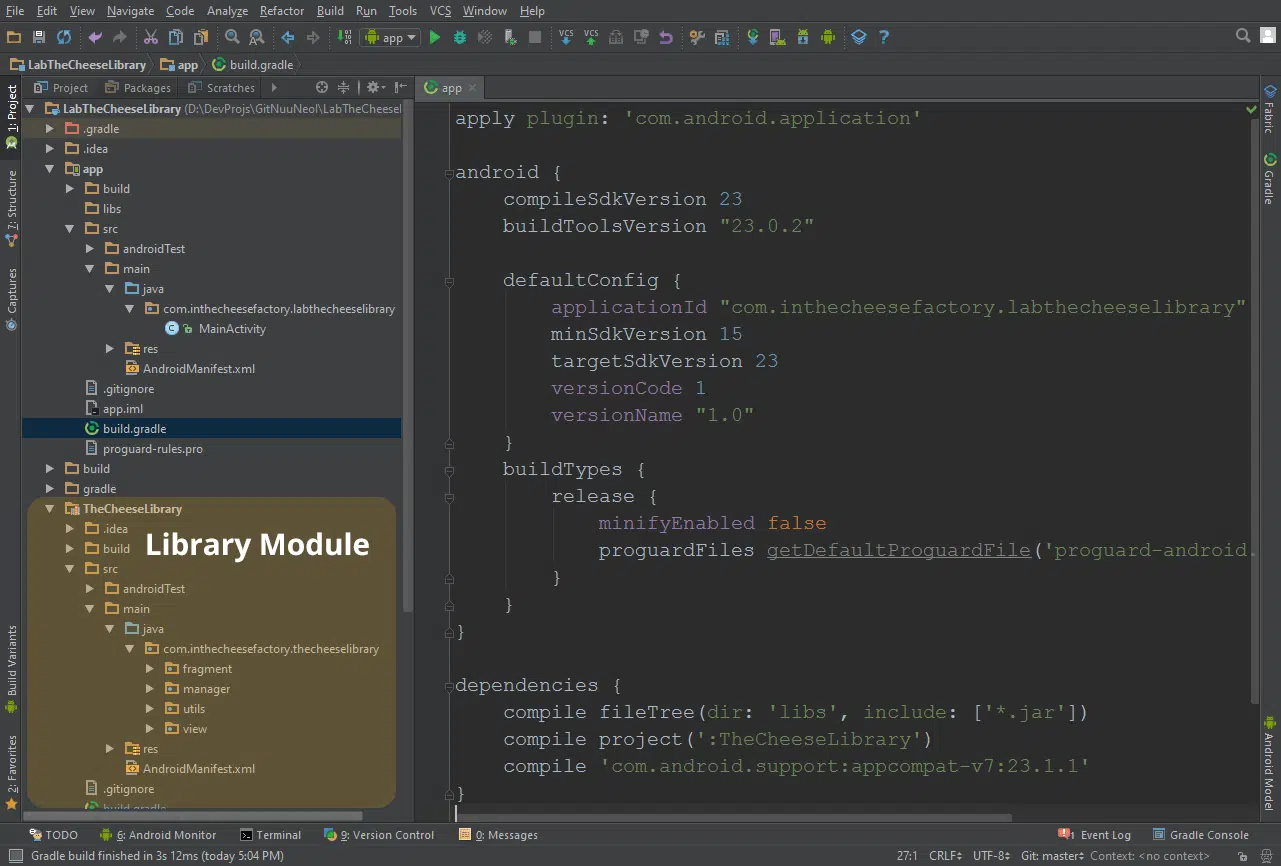 File Edit View Navigate Code Analyze Refactor Build Run Tools VCS Window Help
app
VCS VCS
LabTheCheeseLibrary app build.gradle
Project Packages Scratches
app
1: Project
7: Structure
Captures
Build Variants
2: Favorites
LabTheCheeseLibrary (D:\DevProjs\GitNuuNeoI\LabTheCheesel
.gradle
.idea
app
build
libs
src
androidTest
main
java
com.inthecheesefactory.labthecheeselibrary
MainActivity
res
AndroidManifest.xml
.gitignore
app.iml
build.gradle
proguard-rules.pro
build
gradle
TheCheeseLibrary
.idea
Library Module
build
src
androidTest
main
java
com.inthecheesefactory.thecheeselibrary
fragment
manager
utils
view
res
AndroidManifest.xml
.gitignore
build.gradle
apply plugin: 'com.android.application'
android {
compileSdkVersion 23
buildToolsVersion "23.0.2"
defaultConfig {
applicationId "com.inthecheesefactory.labthecheeselibrary"
minSdkVersion 15
targetSdkVersion 23
versionCode 1
versionName "1.0"
}
buildTypes {
release {
minifyEnabled false
proguardFiles getDefaultProguardFile('proguard-android.
}
}
}
dependencies {
compile fileTree(dir: 'libs', include: ['*.jar'])
compile project(':TheCheeseLibrary')
compile 'com.android.support:appcompat-v7:23.1.1'
}
Fabric
Gradle
Android Model
TODO 6: Android Monitor Terminal 9: Version Control 0: Messages 1 Event Log Gradle Console
Gradle build finished in 3s 12ms (today 5:04 PM) 27:1 CRLF UTF-8 Git: master Context: <no context>